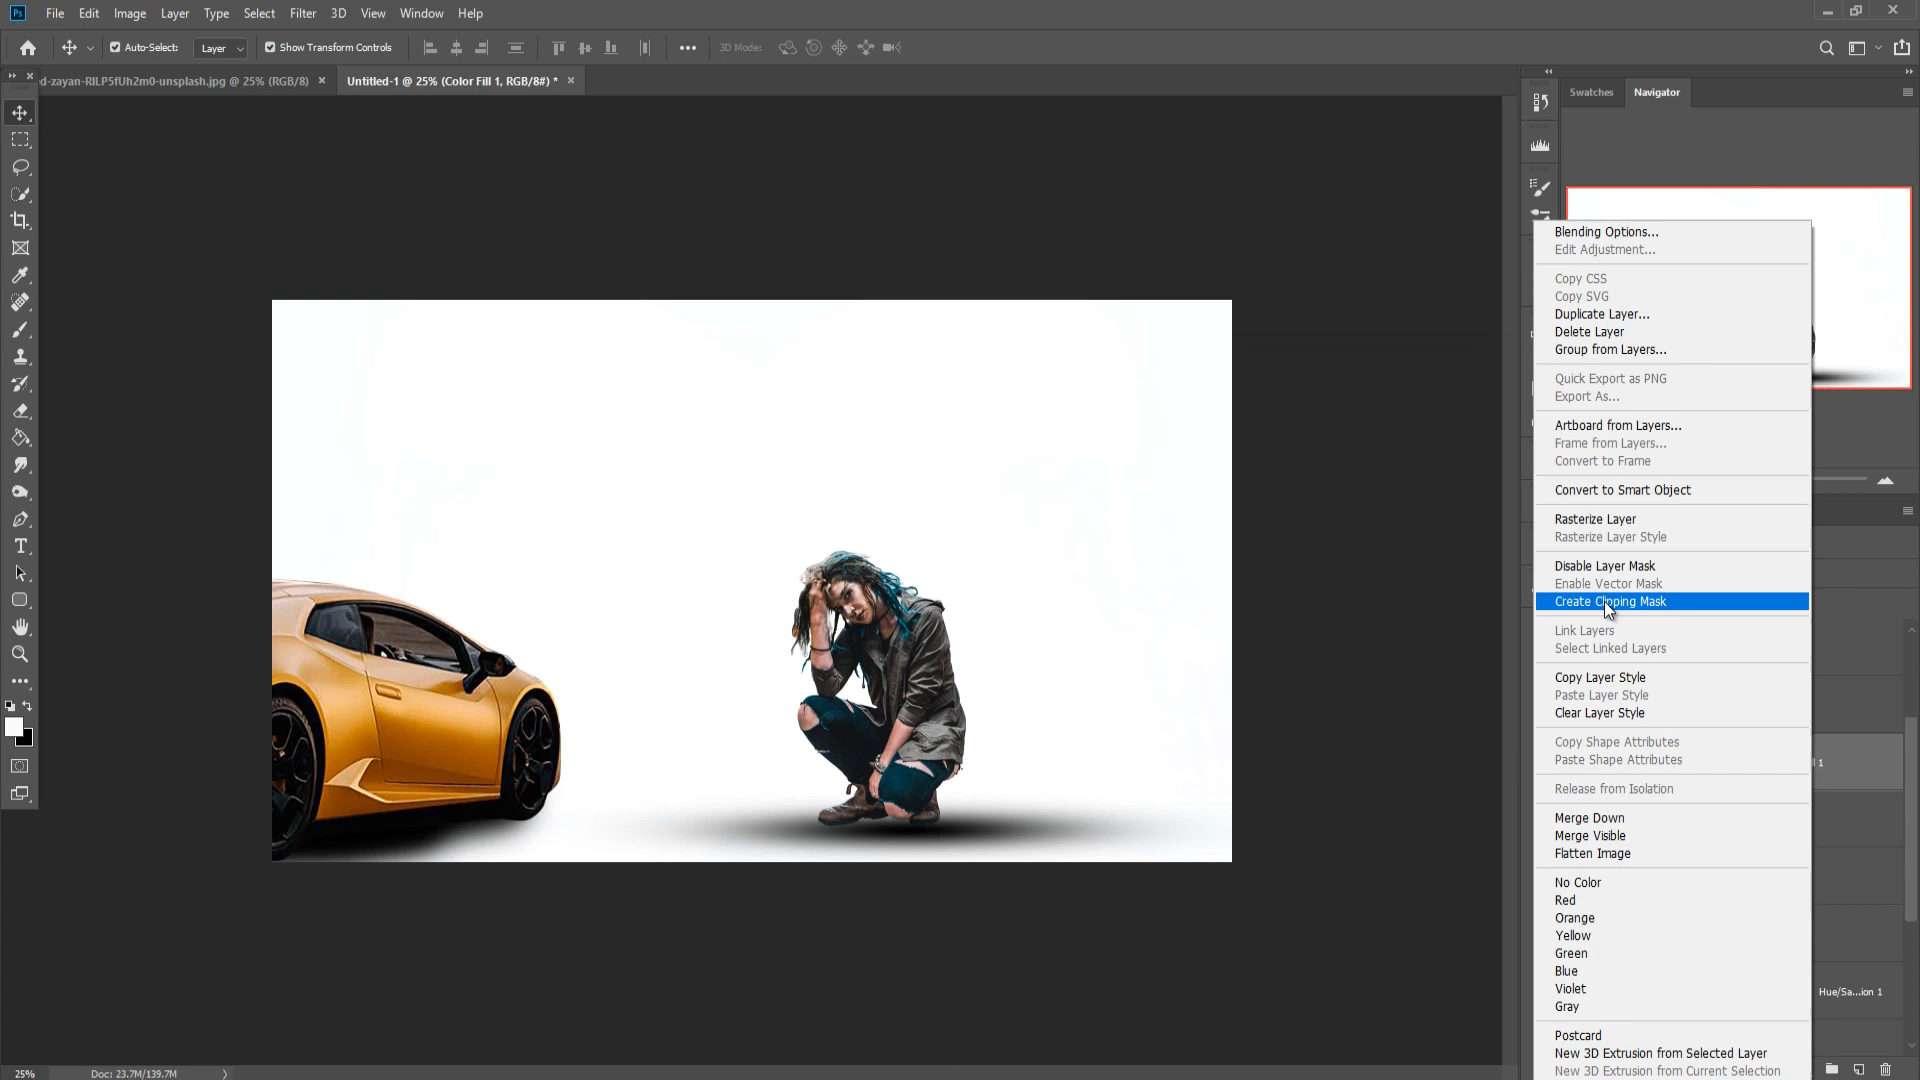 Ps File Edit Image Layer Type Select Filter 3D View Window Help
Auto-Select: Layer Show Transform Controls 3D Mode:
d-zayan-RlLP5fUh2m0-unsplash.jpg @ 25% (RGB/8) Untitled-1 @ 25% (Color Fill 1, RGB/8#) *
Swatches Navigator
Blending Options...
Edit Adjustment...
Copy CSS
Copy SVG
Duplicate Layer...
Delete Layer
Group from Layers...
Quick Export as PNG
Export As...
Artboard from Layers...
Frame from Layers...
Convert to Frame
Convert to Smart Object
Rasterize Layer
Rasterize Layer Style
Disable Layer Mask
Enable Vector Mask
Create Clipping Mask
Link Layers
Select Linked Layers
Copy Layer Style
Paste Layer Style
Clear Layer Style
Copy Shape Attributes
Paste Shape Attributes
l 1
Release from Isolation
Merge Down
Merge Visible
Flatten Image
No Color
Red
Orange
Yellow
Green
Blue
Violet
Hue/Sa...ion 1
Gray
Postcard
New 3D Extrusion from Selected Layer
New 3D Extrusion from Current Selection
25% Doc: 23.7M/139.7M